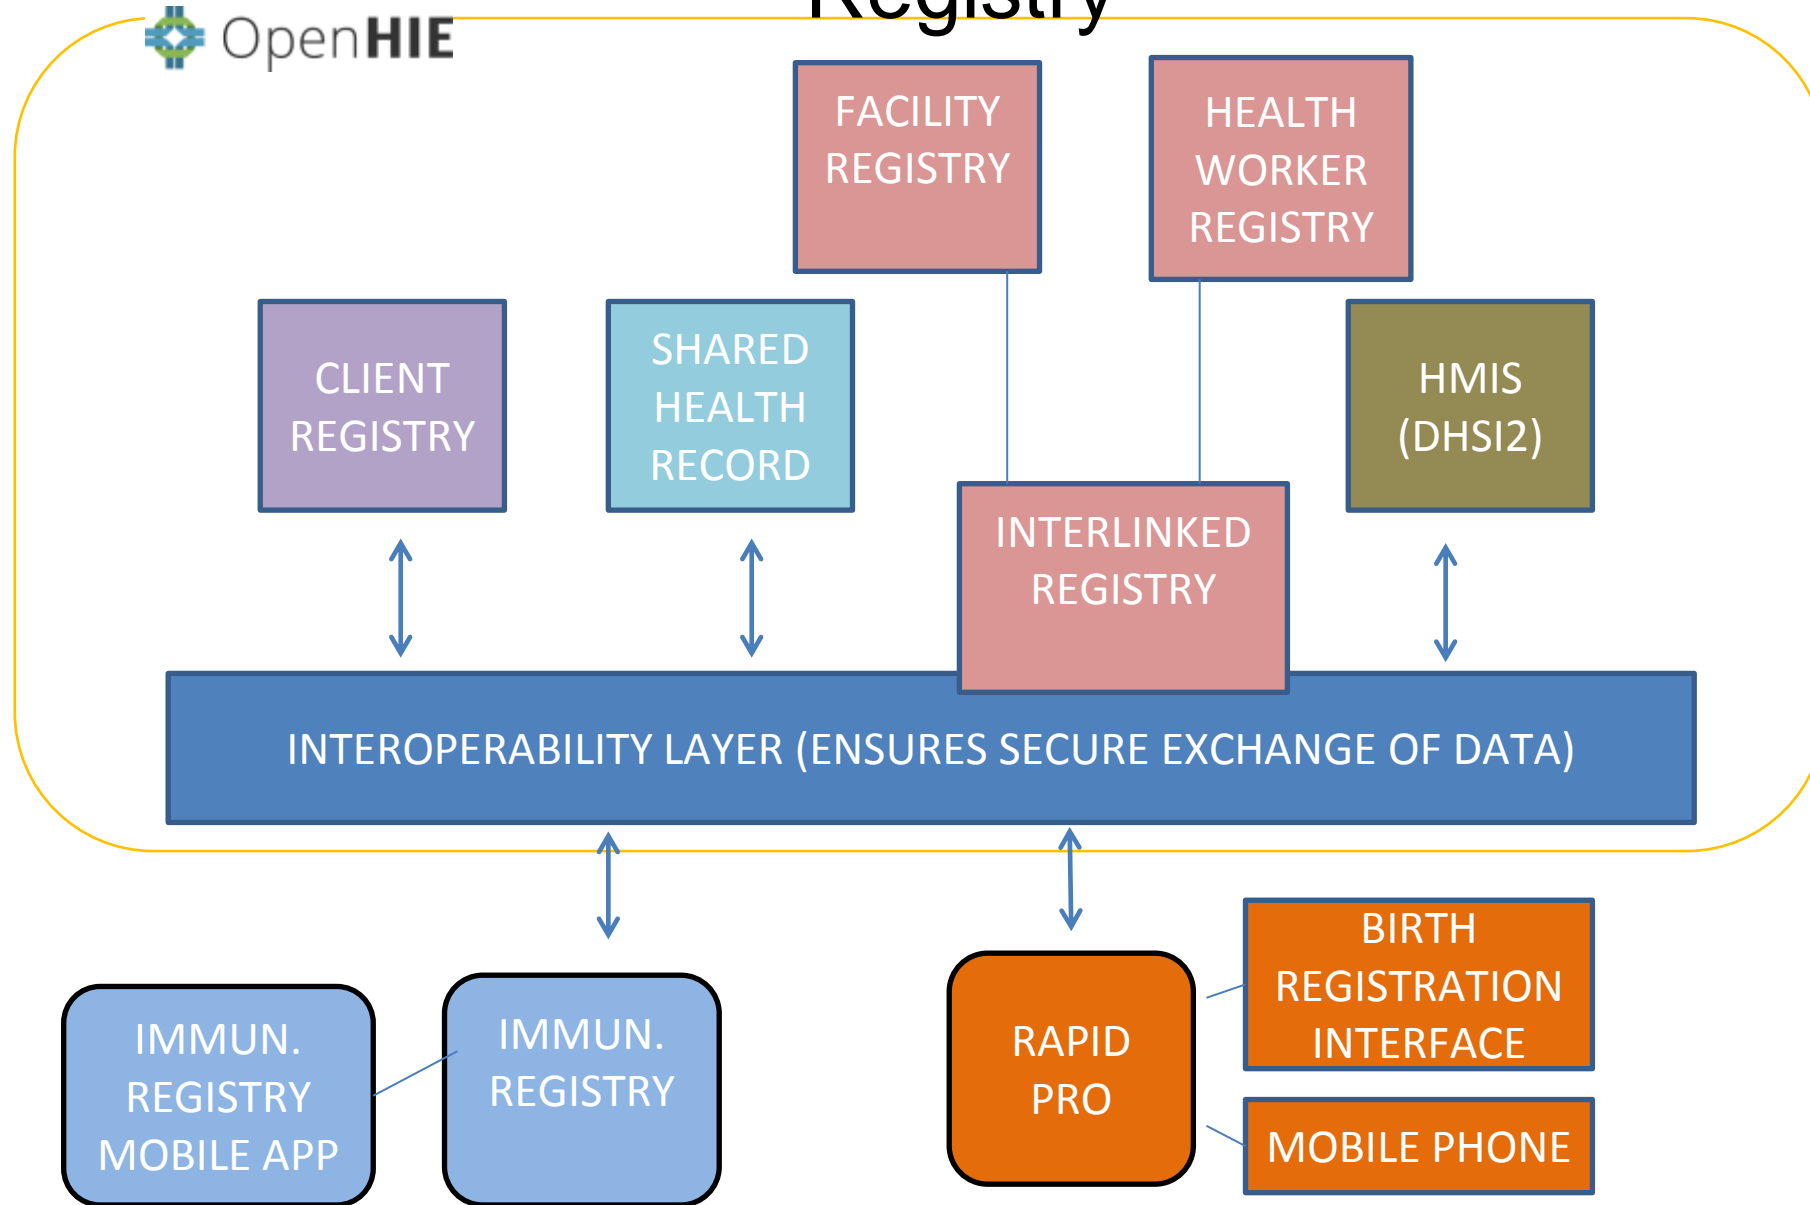 Registry
OpenHIE
FACILITY
REGISTRY
HEALTH
WORKER
REGISTRY
CLIENT
REGISTRY
SHARED
HEALTH
RECORD
HMIS
(DHSI2)
INTERLINKED
REGISTRY
INTEROPERABILITY LAYER (ENSURES SECURE EXCHANGE OF DATA)
IMMUN.
REGISTRY
MOBILE APP
IMMUN.
REGISTRY
RAPID
PRO
BIRTH
REGISTRATION
INTERFACE
MOBILE PHONE